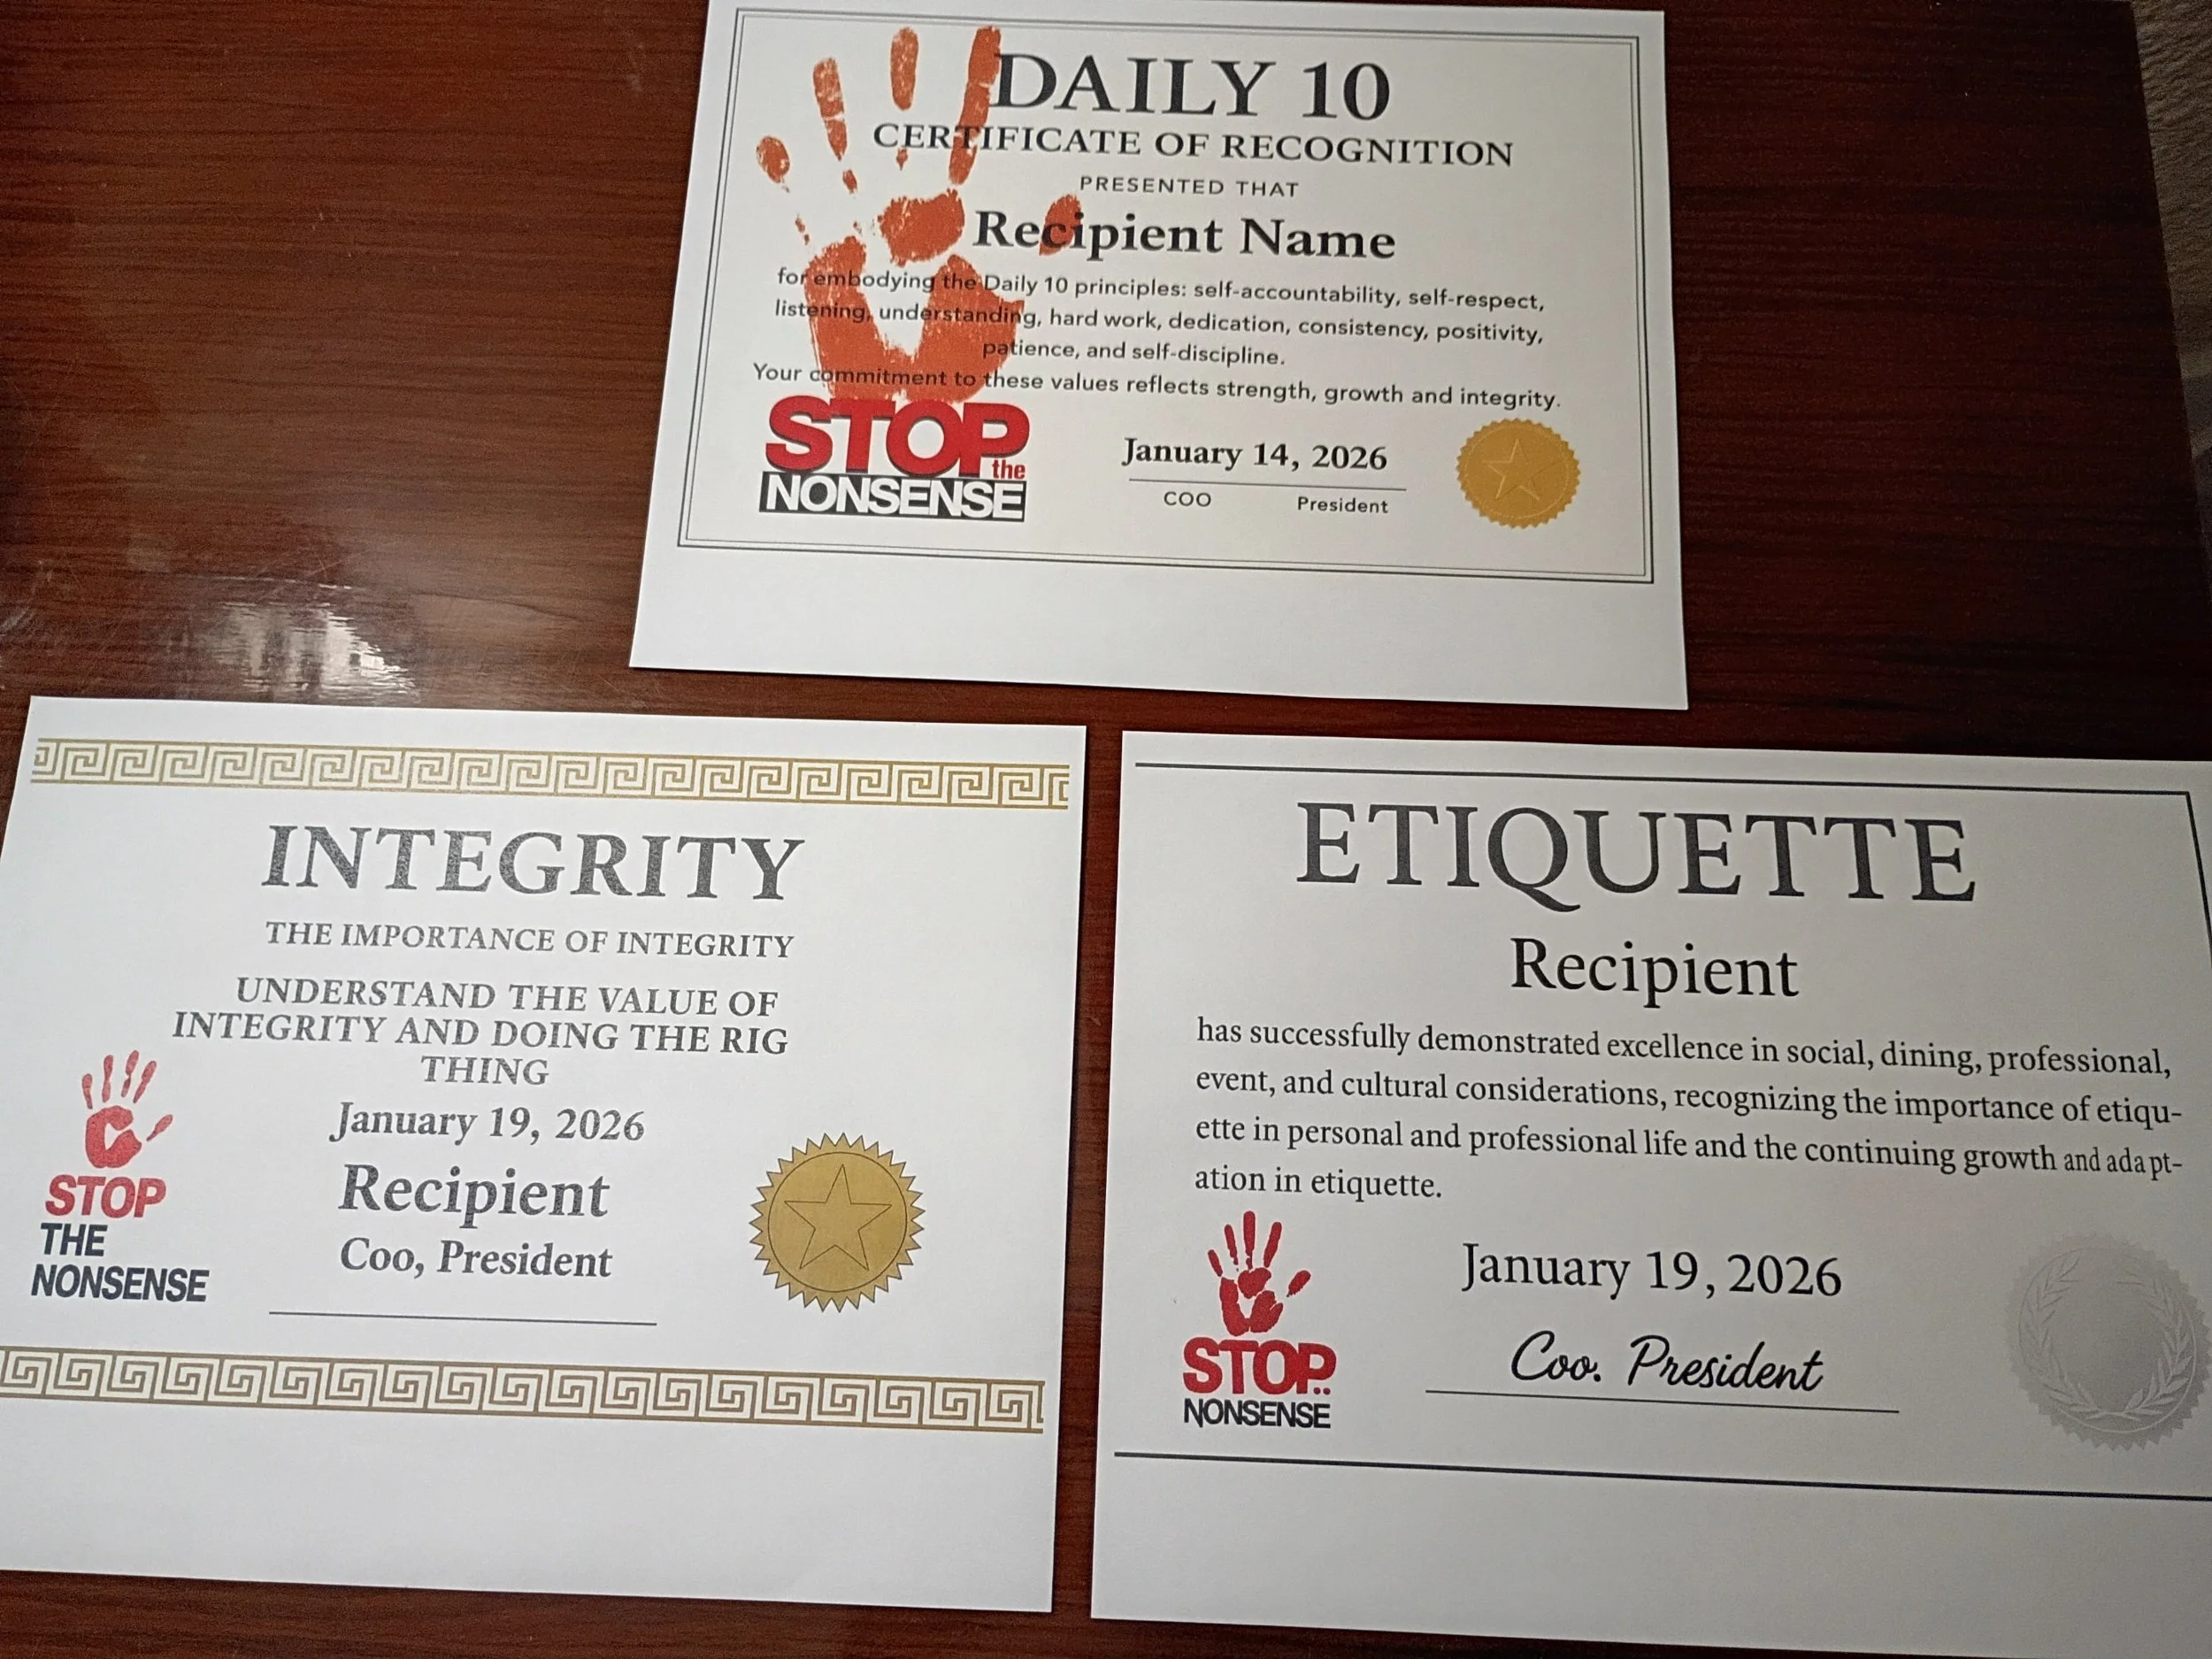 DAILY 10
CERTIFICATE OF RECOGNITION
PRESENTED THAT
Recipient Name
for embodying the Daily 10 principles: self-accountability, self-respect,
listening, understanding, hard work, dedication, consistency, positivity,
patience, and self-discipline.
Your commitment to these values reflects strength, growth and integrity.
STOP
the
NONSENSE
January 14, 2026
COO President
INTEGRITY
THE IMPORTANCE OF INTEGRITY
UNDERSTAND THE VALUE OF
INTEGRITY AND DOING THE RIG
THING
January 19, 2026
Recipient
Coo, President
STOP
THE
NONSENSE
ETIQUETTE
Recipient
has successfully demonstrated excellence in social, dining, professional,
event, and cultural considerations, recognizing the importance of etiqu-
ette in personal and professional life and the continuing growth and adapt-
ation in etiquette.
January 19, 2026
Coo. President
STOP..
NONSENSE